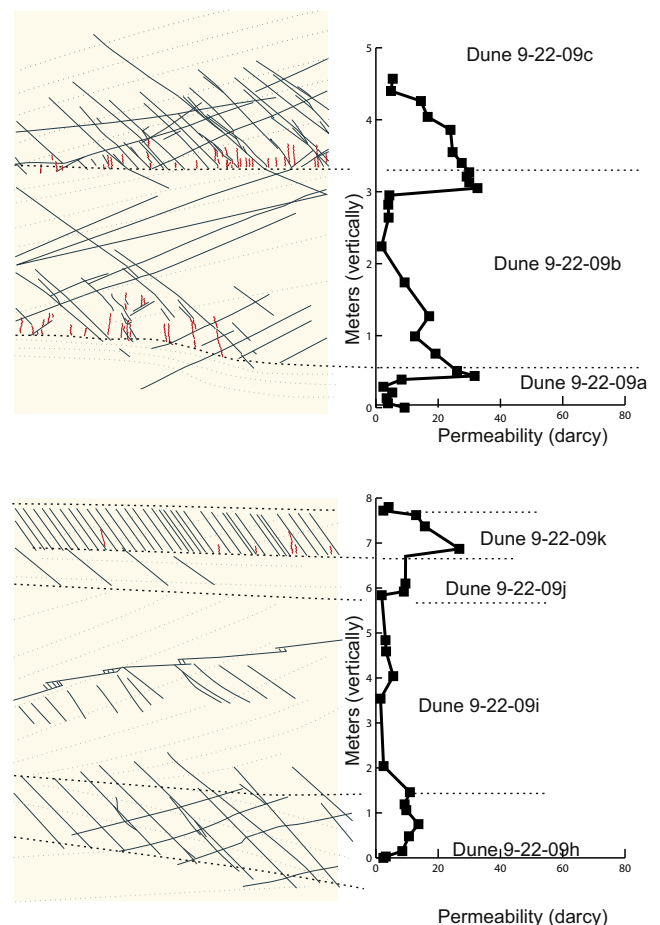 Dune 9-22-09c
Dune 9-22-09b
Dune 9-22-09a
5
4
3
2
1
0
Meters (vertically)
0 20 40 60 80
Permeability (darcy)
Dune 9-22-09k
Dune 9-22-09j
Dune 9-22-09i
Dune 9-22-09h
8
7
6
5
4
3
2
1
0
Meters (vertically)
0 20 40 60 80
Permeability (darcy)